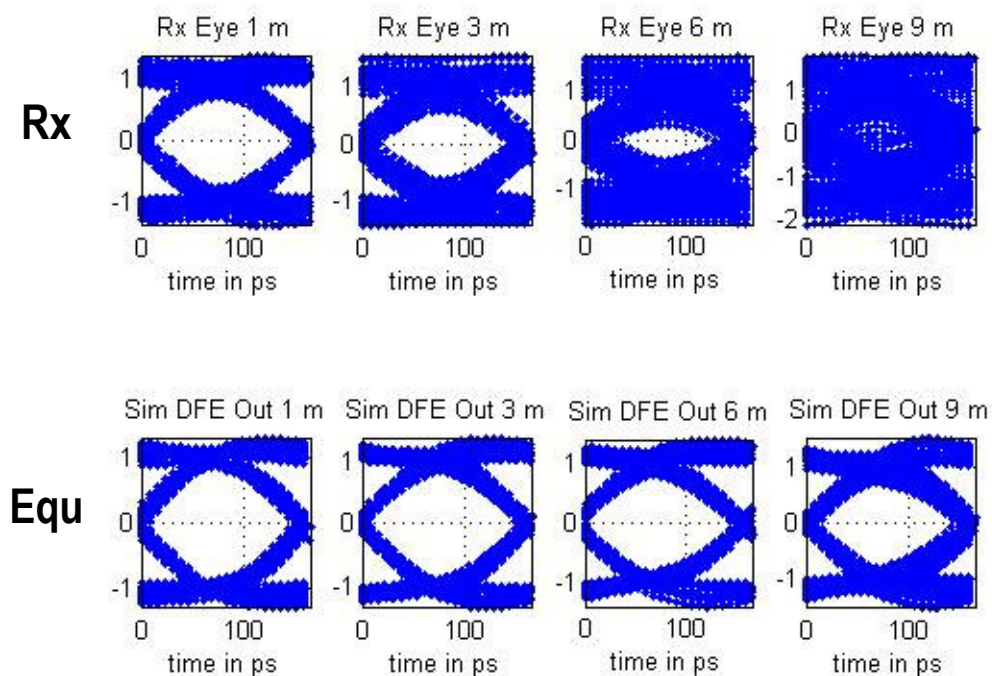 Rx Eye 1 m
Rx Eye 3 m
Rx Eye 6 m
Rx Eye 9 m
Rx
1
0
-1
0
100
time in ps
1
0
-1
0
100
time in ps
1
0
-1
0
100
time in ps
1
0
-1
-2
0
100
time in ps
Sim DFE Out 1 m
Sim DFE Out 3 m
Sim DFE Out 6 m
Sim DFE Out 9 m
Equ
1
0
-1
0
100
time in ps
1
0
-1
0
100
time in ps
1
0
-1
0
100
time in ps
1
0
-1
0
100
time in ps